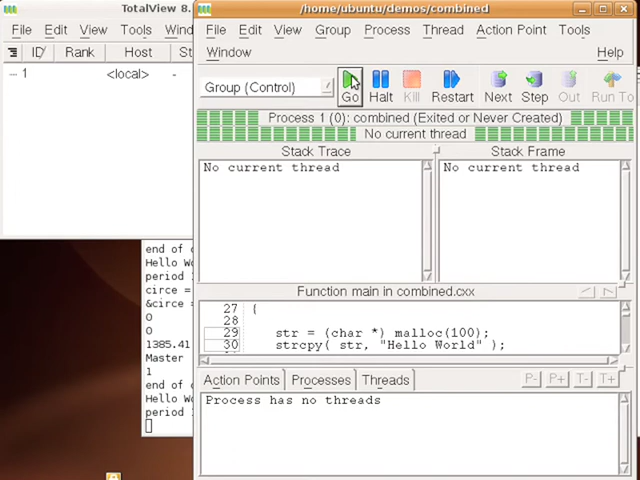 TotalView 8.
File Edit View Tools Wind
ID Rank Host St
1 <local> -
end of c
Hello Wo
period 1
circe =
&circe =
0
0
1385.41
Master
1
end of c
Hello Wo
period 1
/home/ubuntu/demos/combined
File Edit View Group Process Thread Action Point Tools
Window Help
Group (Control)
Go Halt Kill Restart Next Step Out Run To
Process 1 (0): combined (Exited or Never Created)
No current thread
Stack Trace Stack Frame
No current thread No current thread
Function main in combined.cxx
27 {
28
29 str = (char *) malloc(100);
30 strcpy( str, "Hello World" );
Action Points Processes Threads P- P+ T- T+
Process has no threads